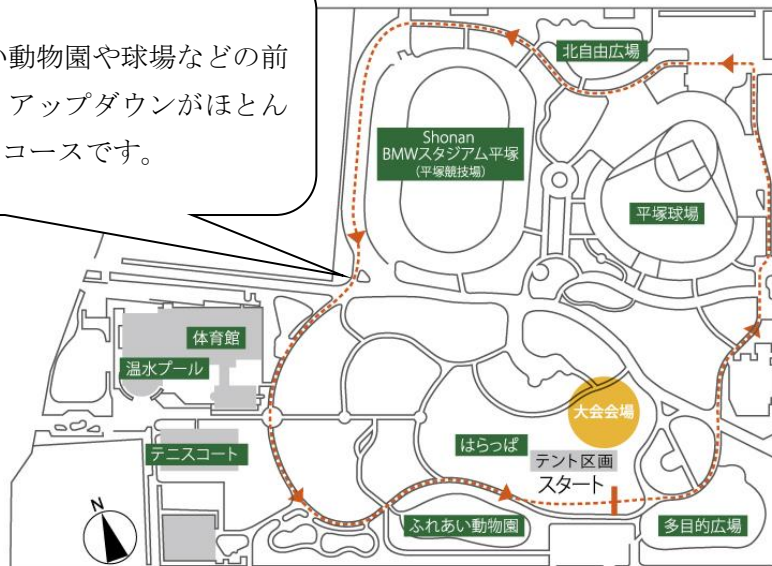 い動物園や球場などの前
アップダウンがほとん
コースです。
北自由広場
Shonan
BMWスタジアム平塚
(平塚競技場)
平塚球場
体育館
温水プール
大会会場
はらっぱ
テニスコート
テント区画
スタート
ふれあい動物園
多目的広場
N